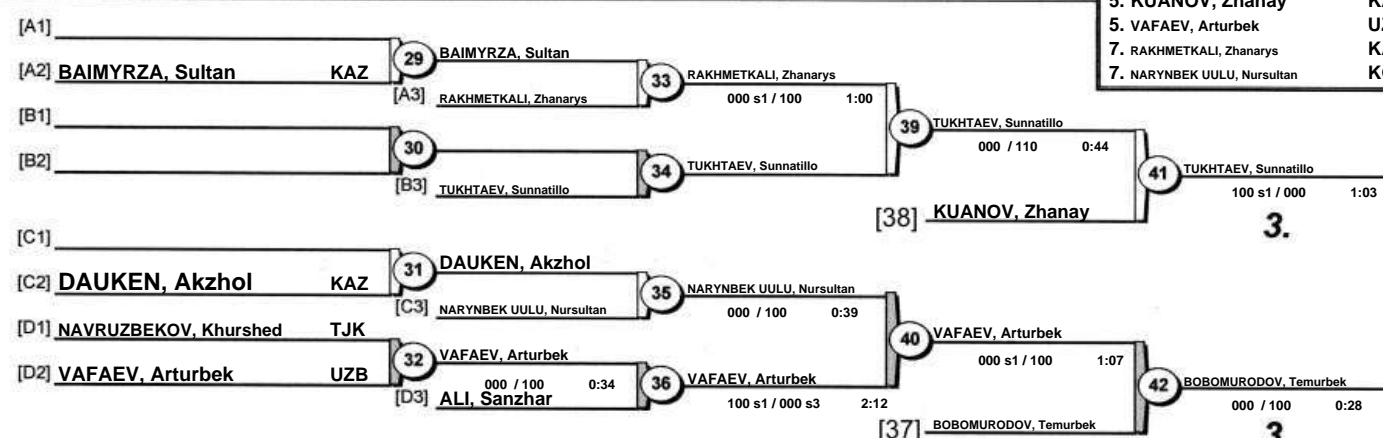 5. KUANOV, Zhanay
5. VAFAEV, Arturbek
7. RAKHMETKALI, Zhanarys
7. NARYNBEK UULU, Nursultan
[A1]
[A2] BAIMYRZA, Sultan KAZ
29
BAIMYRZA, Sultan
[A3] RAKHMETKALI, Zhanarys
33
RAKHMETKALI, Zhanarys
000 s1 / 100 1:00
[B1]
[B2]
30
[B3] TUKHTAEV, Sunnatillo
34
TUKHTAEV, Sunnatillo
39
TUKHTAEV, Sunnatillo
000 / 110 0:44
[38] KUANOV, Zhanay
41
TUKHTAEV, Sunnatillo
100 s1 / 000 1:03
3.
[C1]
[C2] DAUKEN, Akzhol KAZ
31
DAUKEN, Akzhol
[C3] NARYNBEK UULU, Nursultan
35
NARYNBEK UULU, Nursultan
000 / 100 0:39
[D1] NAVRUZBEKOV, Khurshed TJK
[D2] VAFAEV, Arturbek UZB
32
VAFAEV, Arturbek
000 / 100 0:34
[D3] ALI, Sanzhar
36
VAFAEV, Arturbek
100 s1 / 000 s3 2:12
40
VAFAEV, Arturbek
000 s1 / 100 1:07
[37] BOBOMURODOV, Temurbek
42
BOBOMURODOV, Temurbek
000 / 100 0:28
3.